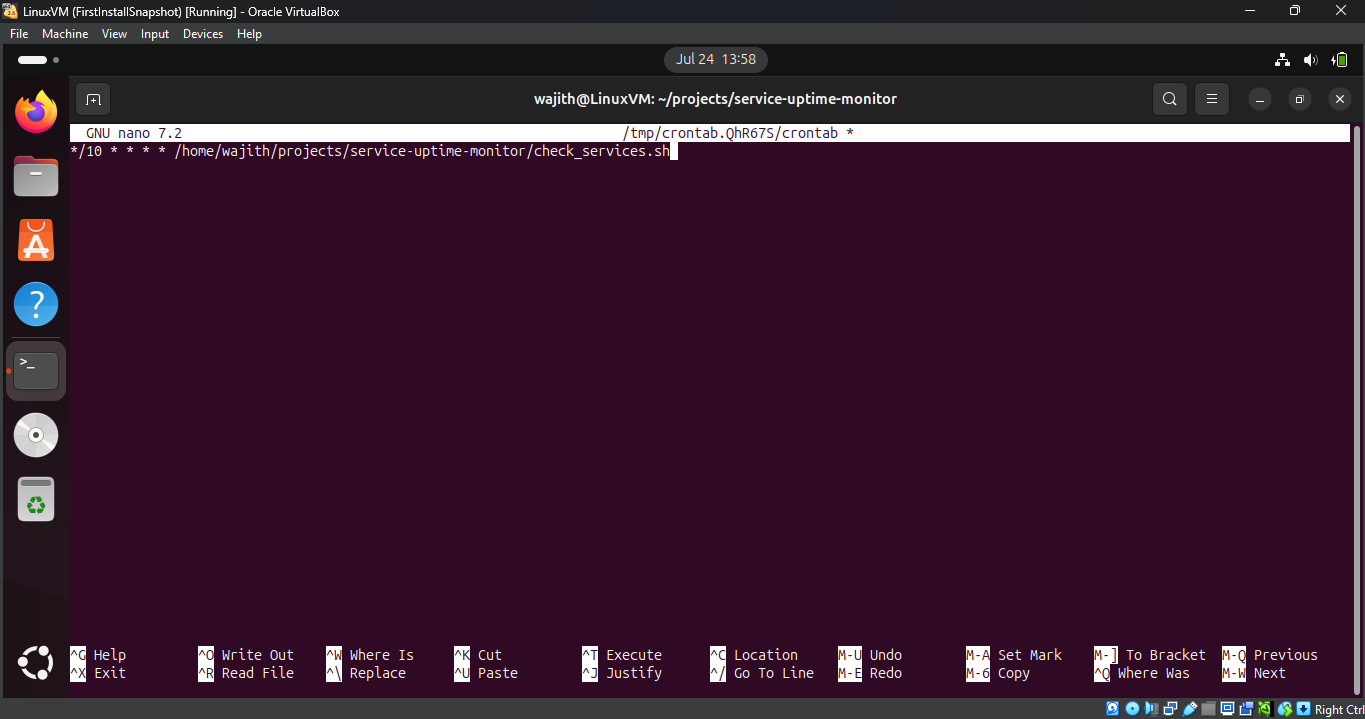 LinuxVM (FirstInstallSnapshot) [Running] - Oracle VirtualBox
File Machine View Input Devices Help
Jul 24 13:58
wajith@LinuxVM: ~/projects/service-uptime-monitor
GNU nano 7.2 /tmp/crontab.QhR67S/crontab *
*/10 * * * * /home/wajith/projects/service-uptime-monitor/check_services.sh
^G Help ^O Write Out ^W Where Is ^K Cut ^T Execute ^C Location M-U Undo M-A Set Mark M-] To Bracket M-Q Previous
^X Exit ^R Read File ^\ Replace ^U Paste ^J Justify ^/ Go To Line M-E Redo M-6 Copy ^Q Where Was M-W Next
Right Ctrl